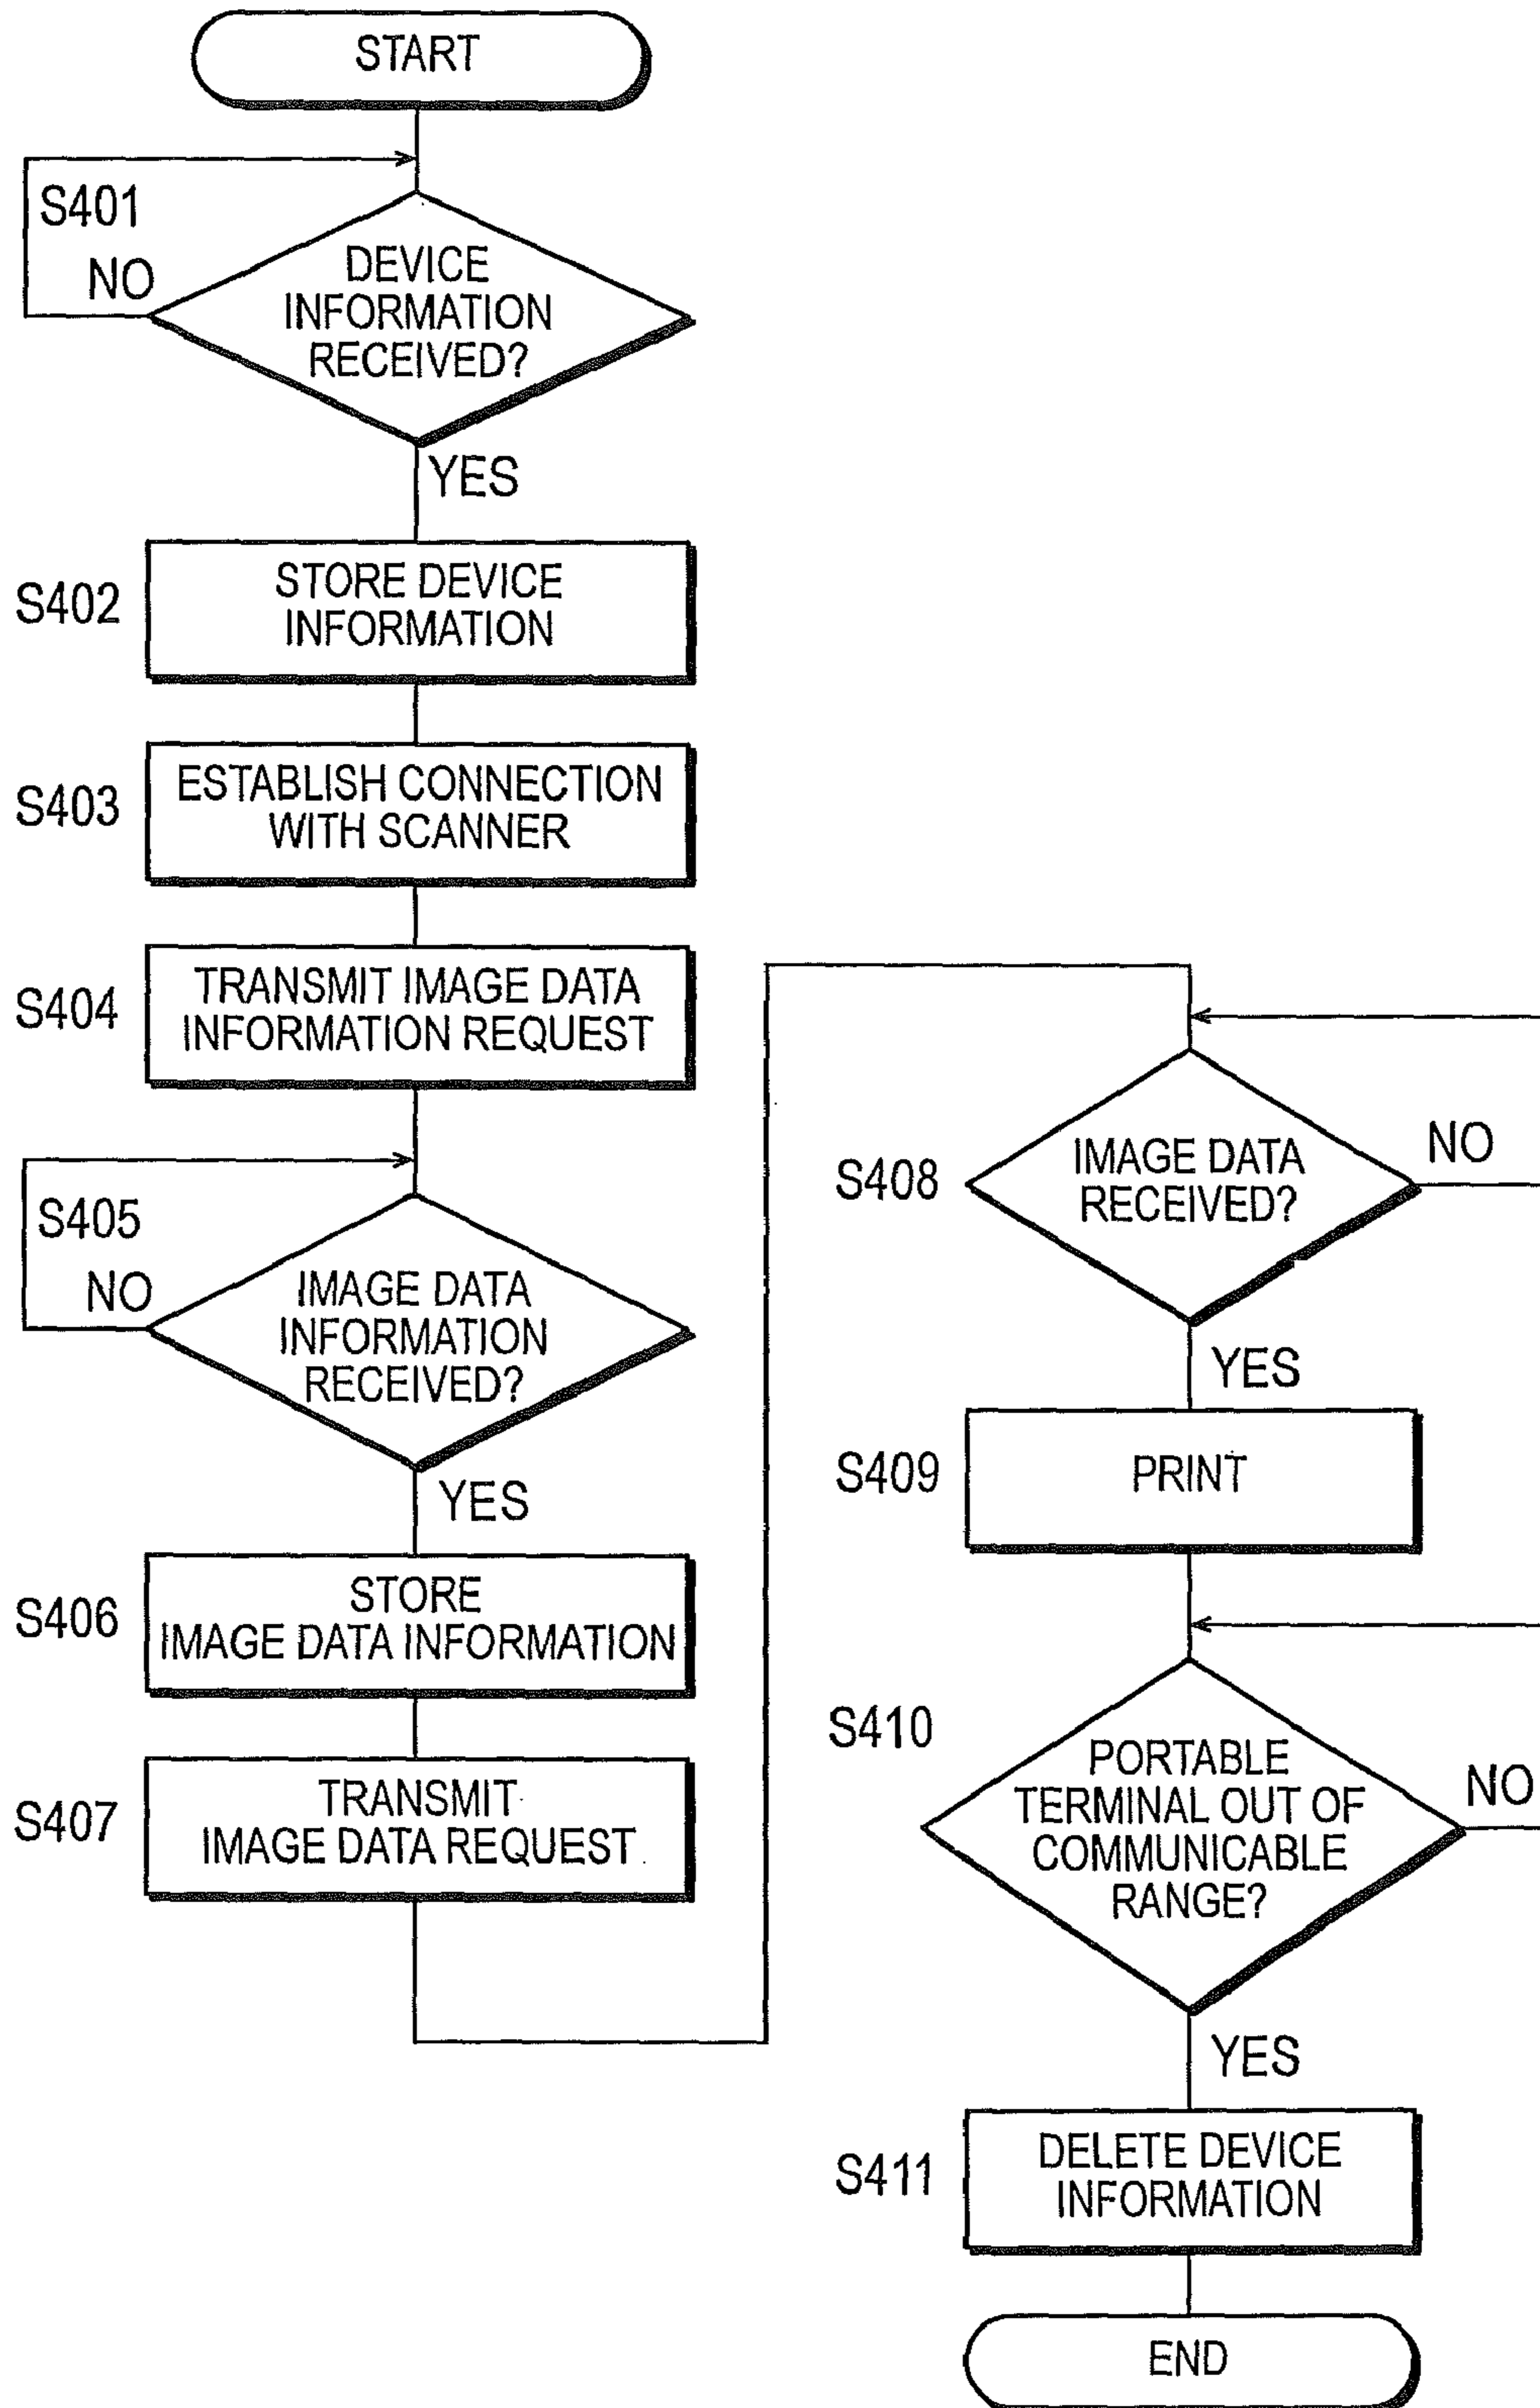 START
S401
NO
DEVICE
INFORMATION
RECEIVED?
YES
S402
STORE DEVICE
INFORMATION
S403
ESTABLISH CONNECTION
WITH SCANNER
S404
TRANSMIT IMAGE DATA
INFORMATION REQUEST
S405
NO
IMAGE DATA
INFORMATION
RECEIVED?
YES
S406
STORE
IMAGE DATA INFORMATION
S407
TRANSMIT
IMAGE DATA REQUEST
S408
IMAGE DATA
RECEIVED?
NO
YES
S409
PRINT
S410
PORTABLE
TERMINAL OUT OF
COMMUNICABLE
RANGE?
NO
YES
S411
DELETE DEVICE
INFORMATION
END